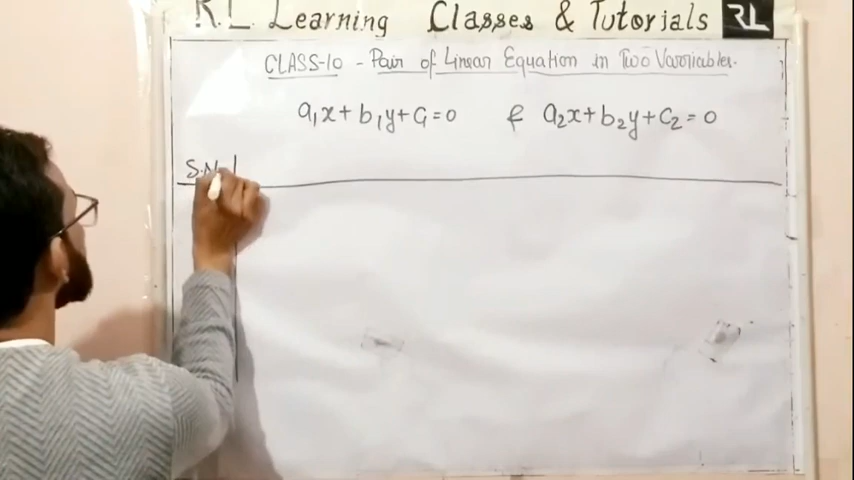 R.L. Learning Classes & Tutorials RL
CLASS-10 - Pair of Linear Equation in Two Varriables.
a₁x+b₁y+c₁=0 & a₂x+b₂y+c₂=0
S.N